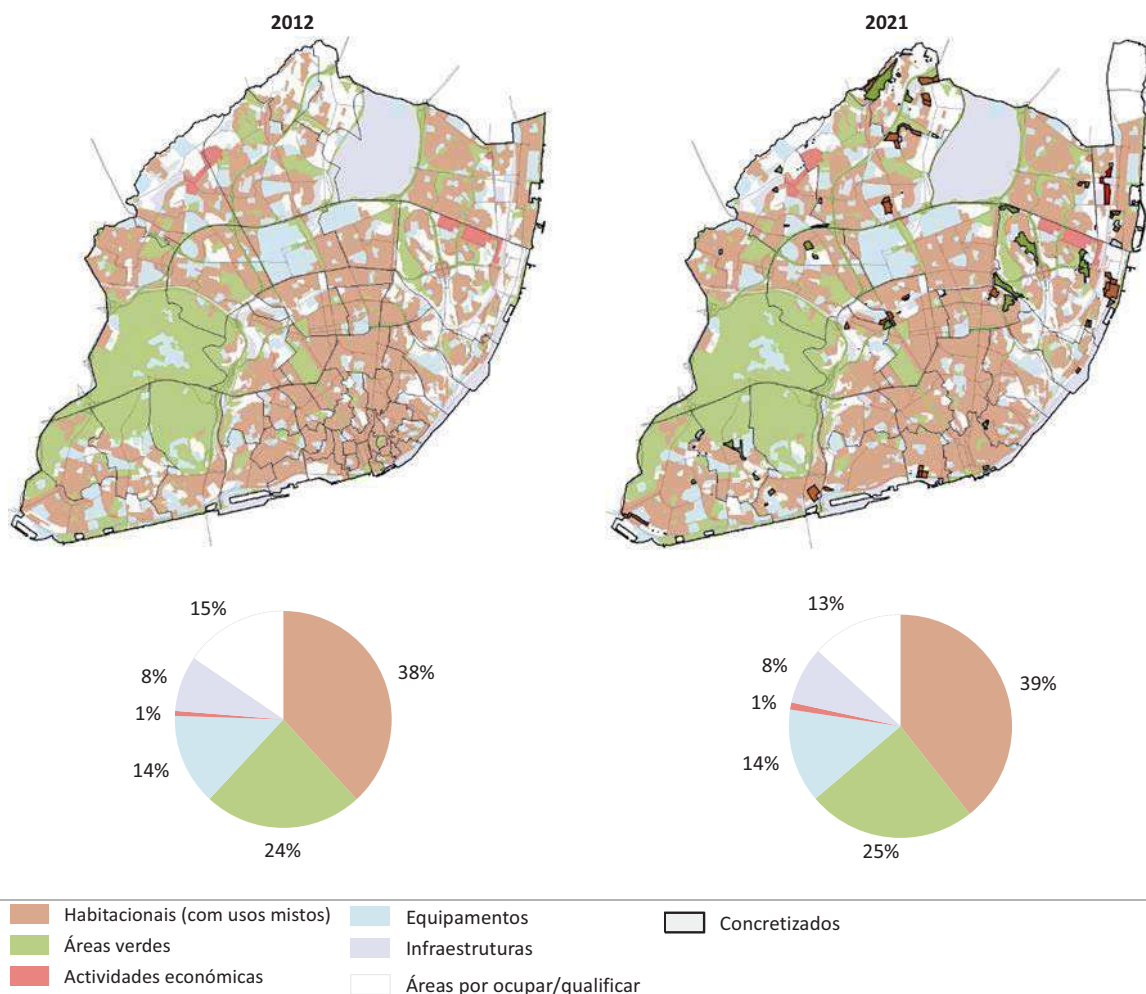 2012
2021
15%
8%
1%
14%
24%
38%
13%
8%
1%
14%
25%
39%
Habitacionais (com usos mistos)
Áreas verdes
Actividades económicas
Equipamentos
Infraestruturas
Áreas por ocupar/qualificar
Concretizados